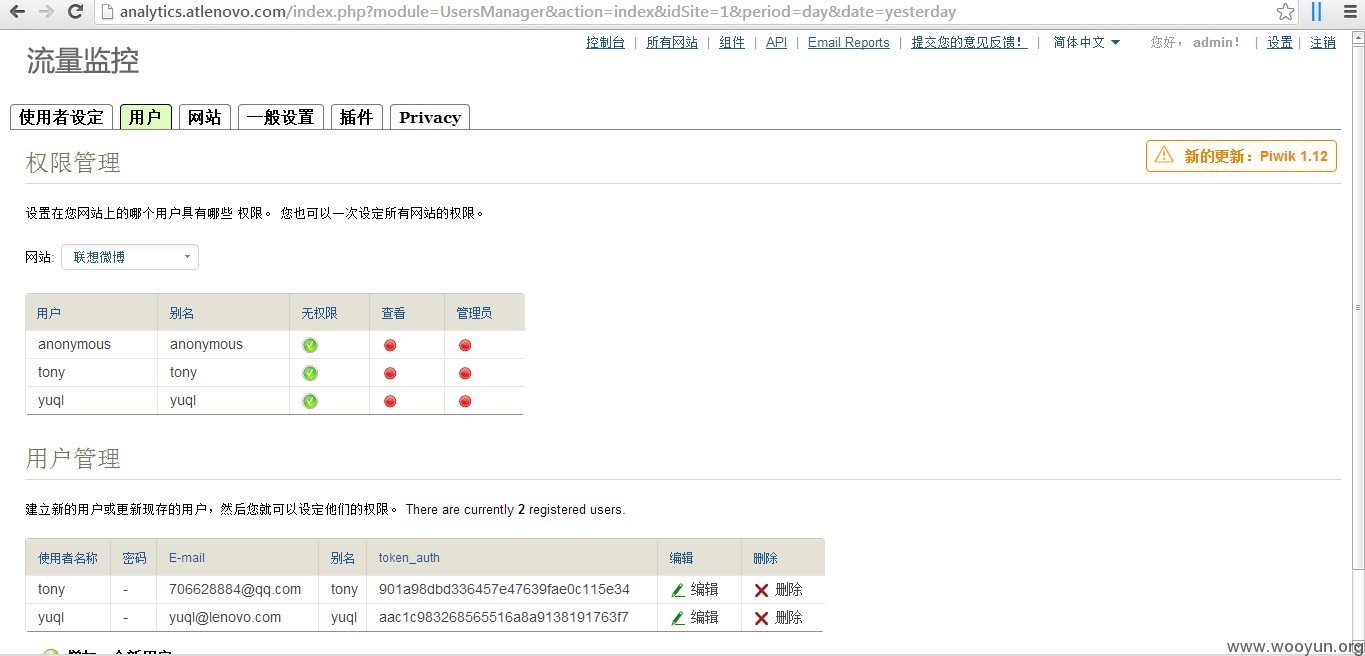 analytics.atlenovo.com/index.php?module=UsersManager&action=index&idSite=1&period=day&date=yesterday
控制台 | 所有网站 | 组件 | API | Email Reports | 提交您的意见反馈！ | 简体中文 您好， admin! | 设置 | 注销
流量监控
使用者设定 用户 网站 一般设置 插件 Privacy
权限管理
新的更新：Piwik 1.12
设置在您网站上的哪个用户具有哪些 权限。 您也可以一次设定所有网站的权限。
网站: 联想微博
用户 别名 无权限 查看 管理员
anonymous anonymous
tony tony
yuql yuql
用户管理
建立新的用户或更新现存的用户，然后您就可以设定他们的权限。 There are currently 2 registered users.
使用者名称 密码 E-mail 别名 token_auth 编辑 删除
tony - 706628884@qq.com tony 901a98dbd336457e47639fae0c115e34 编辑 删除
yuql - yuql@lenovo.com yuql aac1c983268565516a8a9138191763f7 编辑 删除
www.wooyun.org